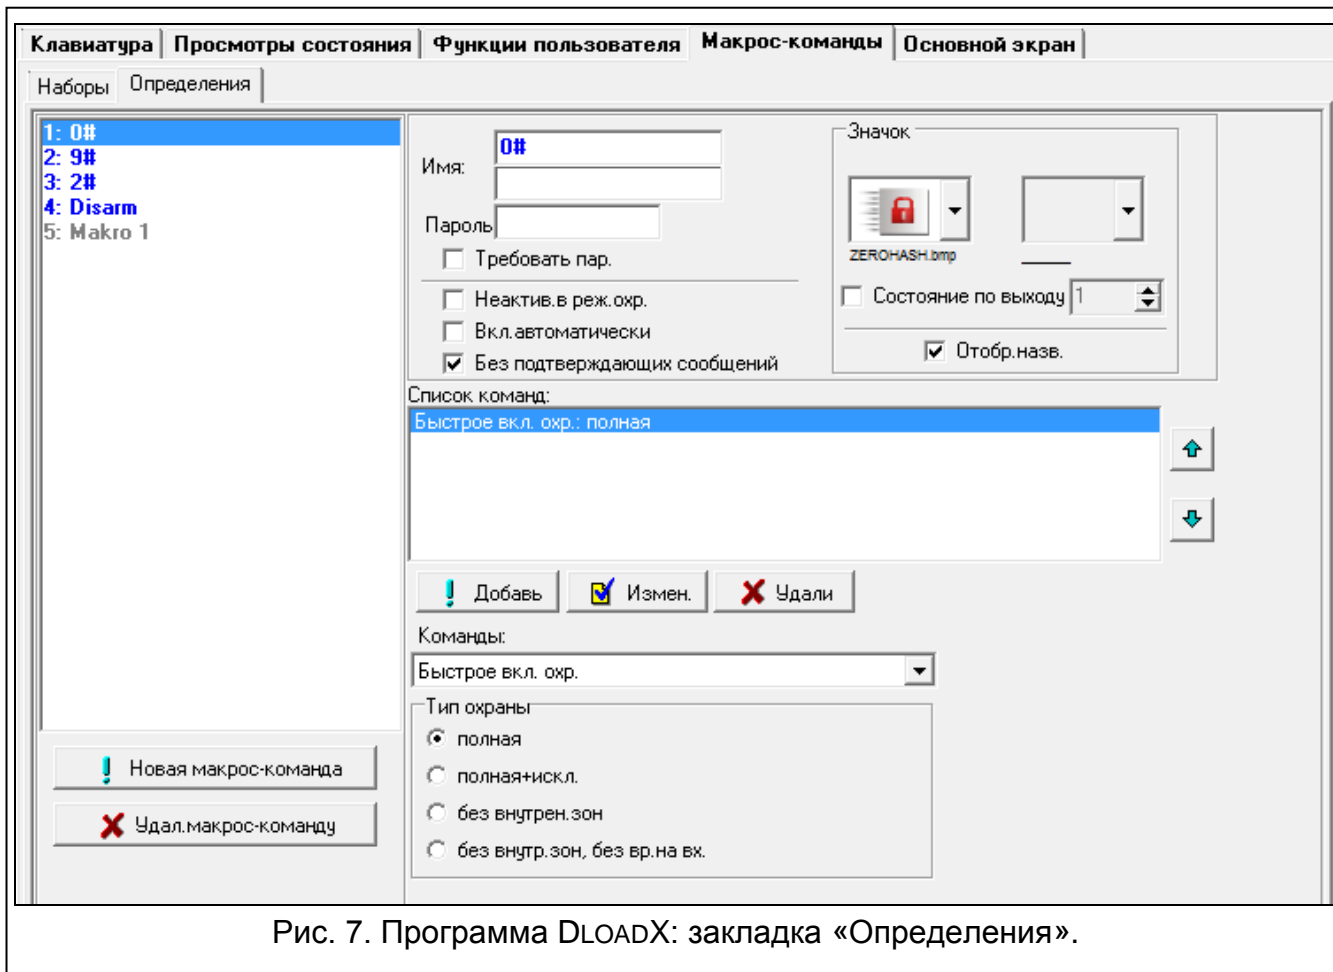 Клавиатура Просмотры состояния Функции пользователя Макрос-команды Основной экран
Наборы Определения
1: 0#
2: 9#
3: 2#
4: Disarm
5: Makro 1
Новая макрос-команда
Удал.макрос-команду
Имя: 0#
Пароль
Требовать пар.
Неактив.в реж.охр.
Вкл.автоматически
Без подтверждающих сообщений
Значок
ZEROHASH.bmp
Состояние по выходу 1
Отобр.назв.
Список команд:
Быстрое вкл. охр.: полная
Добавь Измен. Удали
Команды:
Быстрое вкл. охр.
Тип охраны
полная
полная+искл.
без внутрен.зон
без внутр.зон, без вр.на вх.
Рис. 7. Программа DLOADX: закладка «Определения».